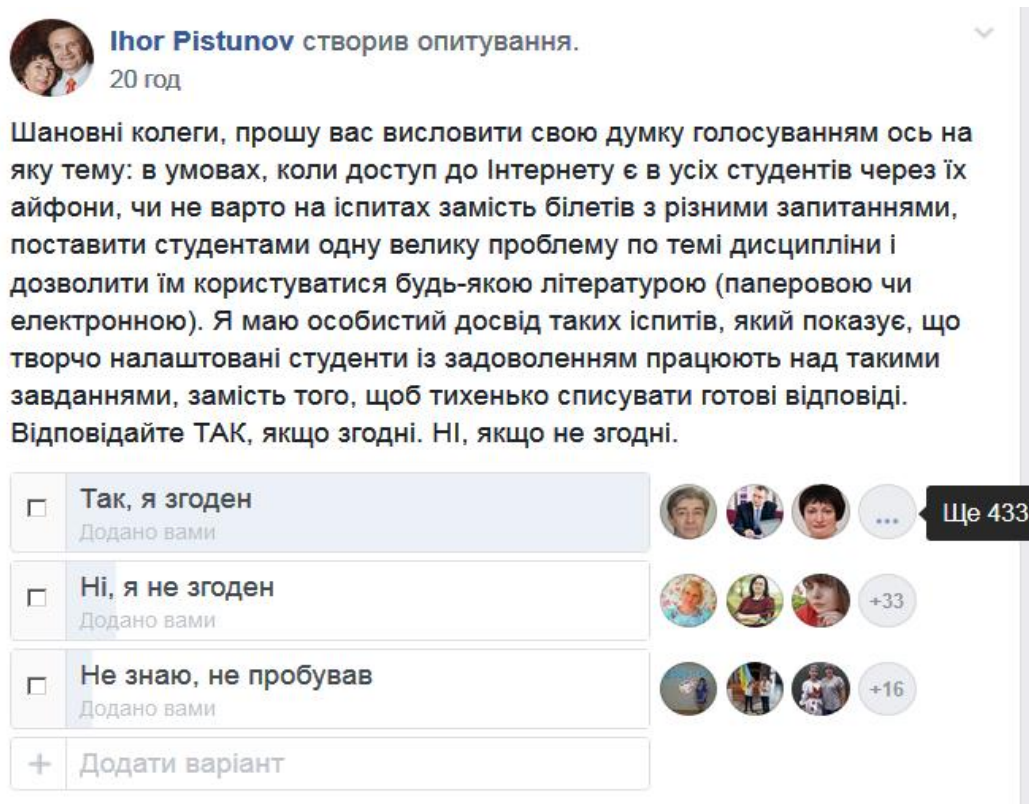 Ihor Pistunov створив опитування.
20 год
Шановні колеги, прошу вас висловити свою думку голосуванням ось на
яку тему: в умовах, коли доступ до Інтернету є в усіх студентів через їх
айфони, чи не варто на іспитах замість білетів з різними запитаннями,
поставити студентами одну велику проблему по темі дисципліни і
дозволити їм користуватися будь-якою літературою (паперовою чи
електронною). Я маю особистий досвід таких іспитів, який показує, що
творчо налаштовані студенти із задоволенням працюють над такими
завданнями, замість того, щоб тихенько списувати готові відповіді.
Відповідайте ТАК, якщо згодні. НІ, якщо не згодні.
Так, я згоден
Додано вами
... Ще 433
Ні, я не згоден
Додано вами
+33
Не знаю, не пробував
Додано вами
+16
+ Додати варіант